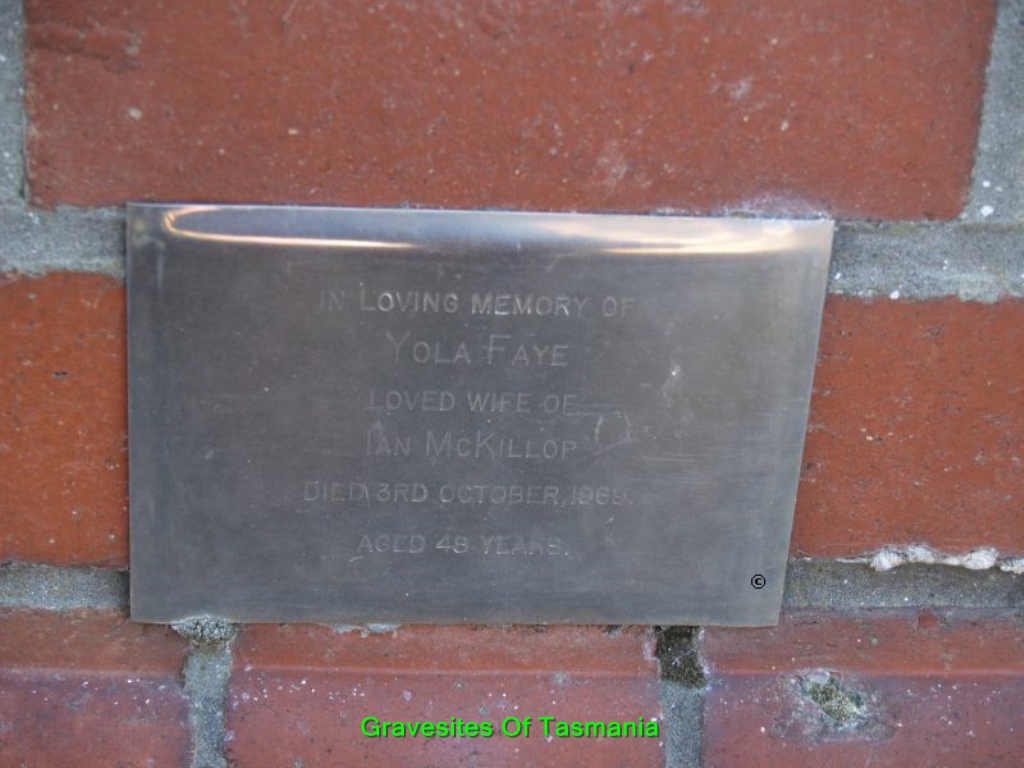 IN LOVING MEMORY OF
YOLA FAYE
LOVED WIFE OF
IAN MCKILLOP
DIED 3RD OCTOBER, 1969.
AGED 48 YEARS.
©
Gravesites Of Tasmania